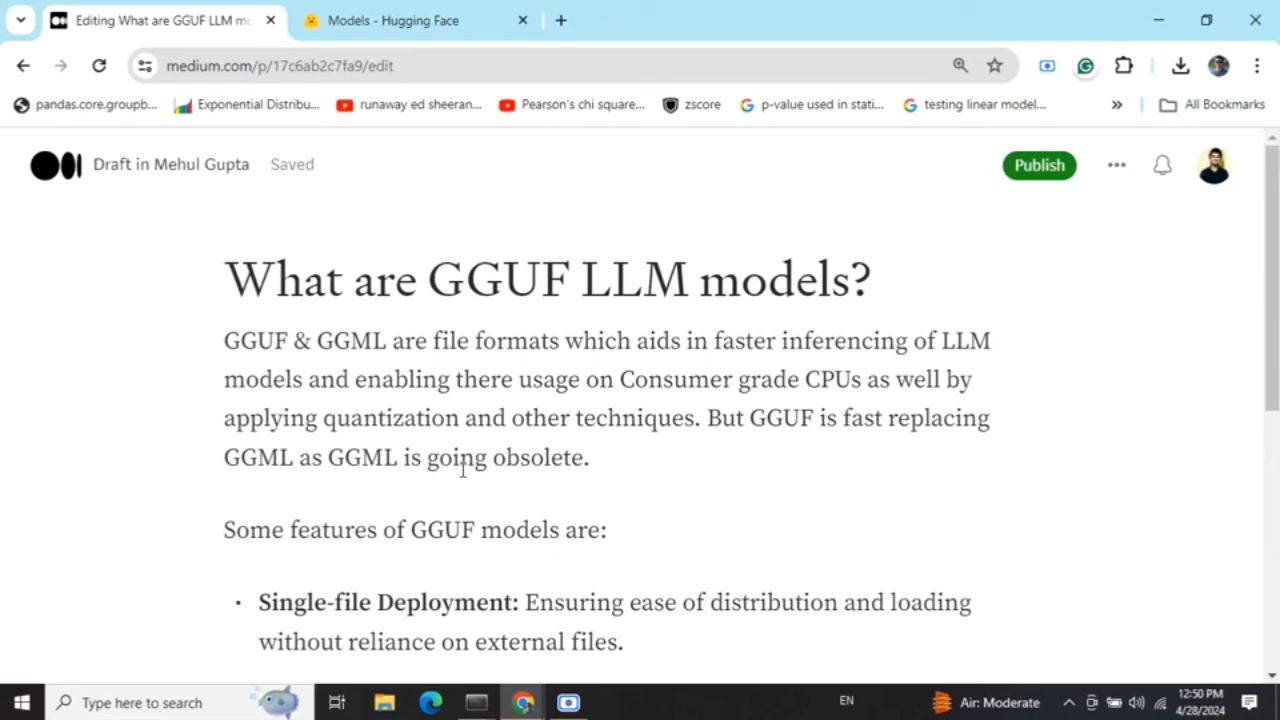 Editing What are GGUF LLM mo
Models - Hugging Face
medium.com/p/17c6ab2c7fa9/edit
pandas.core.groupb...
Exponential Distribu...
runaway ed sheeran...
Pearson's chi square...
zscore
p-value used in stati...
testing linear model...
All Bookmarks
Draft in Mehul Gupta
Saved
Publish
What are GGUF LLM models?
GGUF & GGML are file formats which aids in faster inferencing of LLM
models and enabling there usage on Consumer grade CPUs as well by
applying quantization and other techniques. But GGUF is fast replacing
GGML as GGML is going obsolete.
Some features of GGUF models are:
• Single-file Deployment: Ensuring ease of distribution and loading
without reliance on external files.
Type here to search
EN
Air: Moderate
12:50 PM
4/28/2024